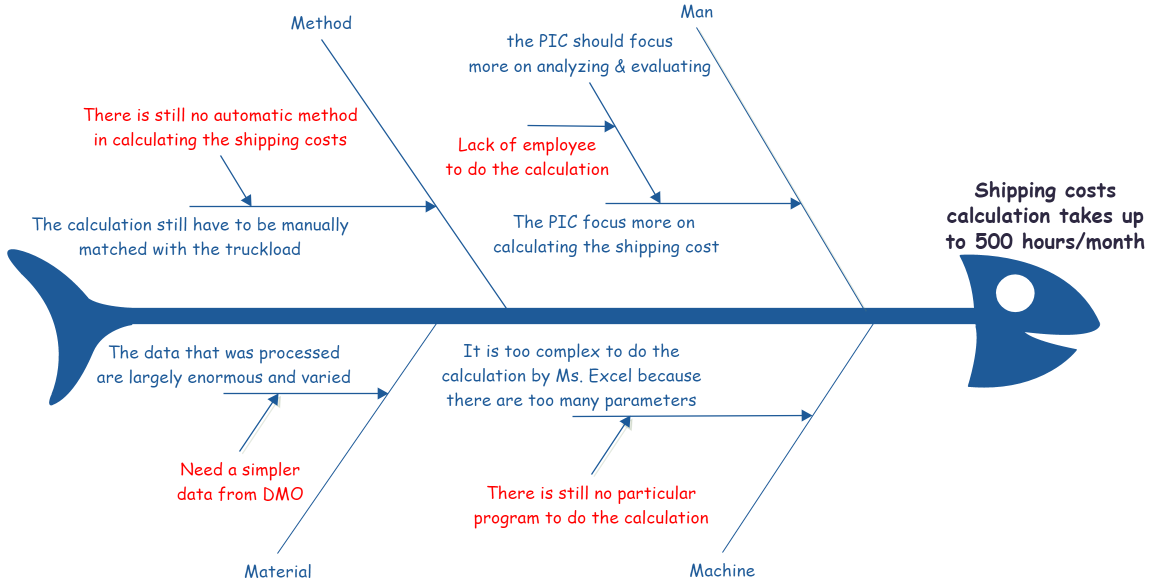 Method
Man
the PIC should focus
more on analyzing & evaluating
There is still no automatic method
in calculating the shipping costs
Lack of employee
to do the calculation
The calculation still have to be manually
matched with the truckload
The PIC focus more on
calculating the shipping cost
Shipping costs
calculation takes up
to 500 hours/month
The data that was processed
are largely enormous and varied
It is too complex to do the
calculation by Ms. Excel because
there are too many parameters
Need a simpler
data from DMO
There is still no particular
program to do the calculation
Material
Machine